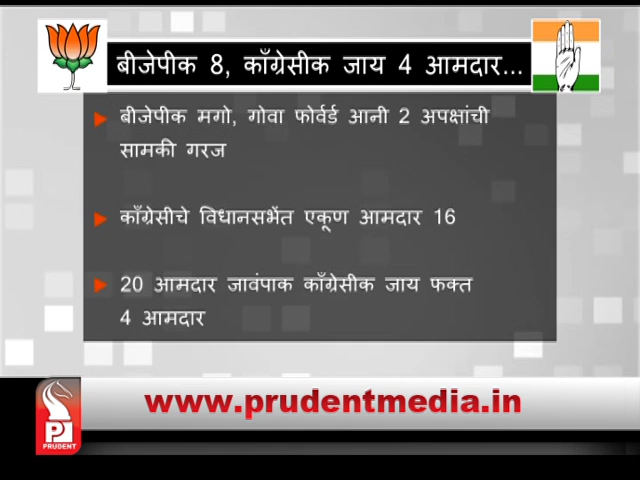 बीजेपीक 8, काँग्रेसीक जाय 4 आमदार...
बीजेपीक मगो, गोवा फोर्वर्ड आनी 2 अपक्षांची
सामकी गरज
काँग्रेसीचे विधानसभेंत एकूण आमदार 16
20 आमदार जावंपाक काँग्रेसीक जाय फक्त
4 आमदार
www.prudentmedia.in
P
PRUDENT